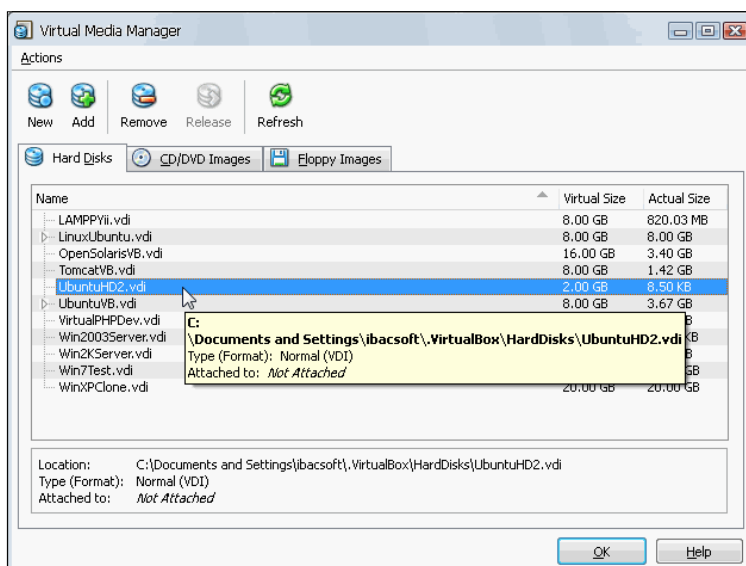 Virtual Media Manager
Actions
New Add Remove Release Refresh
Hard Disks CD/DVD Images Floppy Images
Name Virtual Size Actual Size
LAMPPYii.vdi 8.00 GB 820.03 MB
LinuxUbuntu.vdi 8.00 GB 8.00 GB
OpenSolarisVB.vdi 16.00 GB 3.40 GB
TomcatVB.vdi 8.00 GB 1.42 GB
UbuntuHD2.vdi 2.00 GB 8.50 KB
UbuntuVB.vdi 8.00 GB 3.67 GB
VirtualPHPDev.vdi B
Win2003Server.vdi KB
Win2KServer.vdi B
Win7Test.vdi GB
WinXPClone.vdi 20.00 GB 20.00 GB
C:
\Documents and Settings\ibacsoft\.VirtualBox\HardDisks\UbuntuHD2.vdi
Type (Format): Normal (VDI)
Attached to: Not Attached
Location: C:\Documents and Settings\ibacsoft\.VirtualBox\HardDisks\UbuntuHD2.vdi
Type (Format): Normal (VDI)
Attached to: Not Attached
OK Help